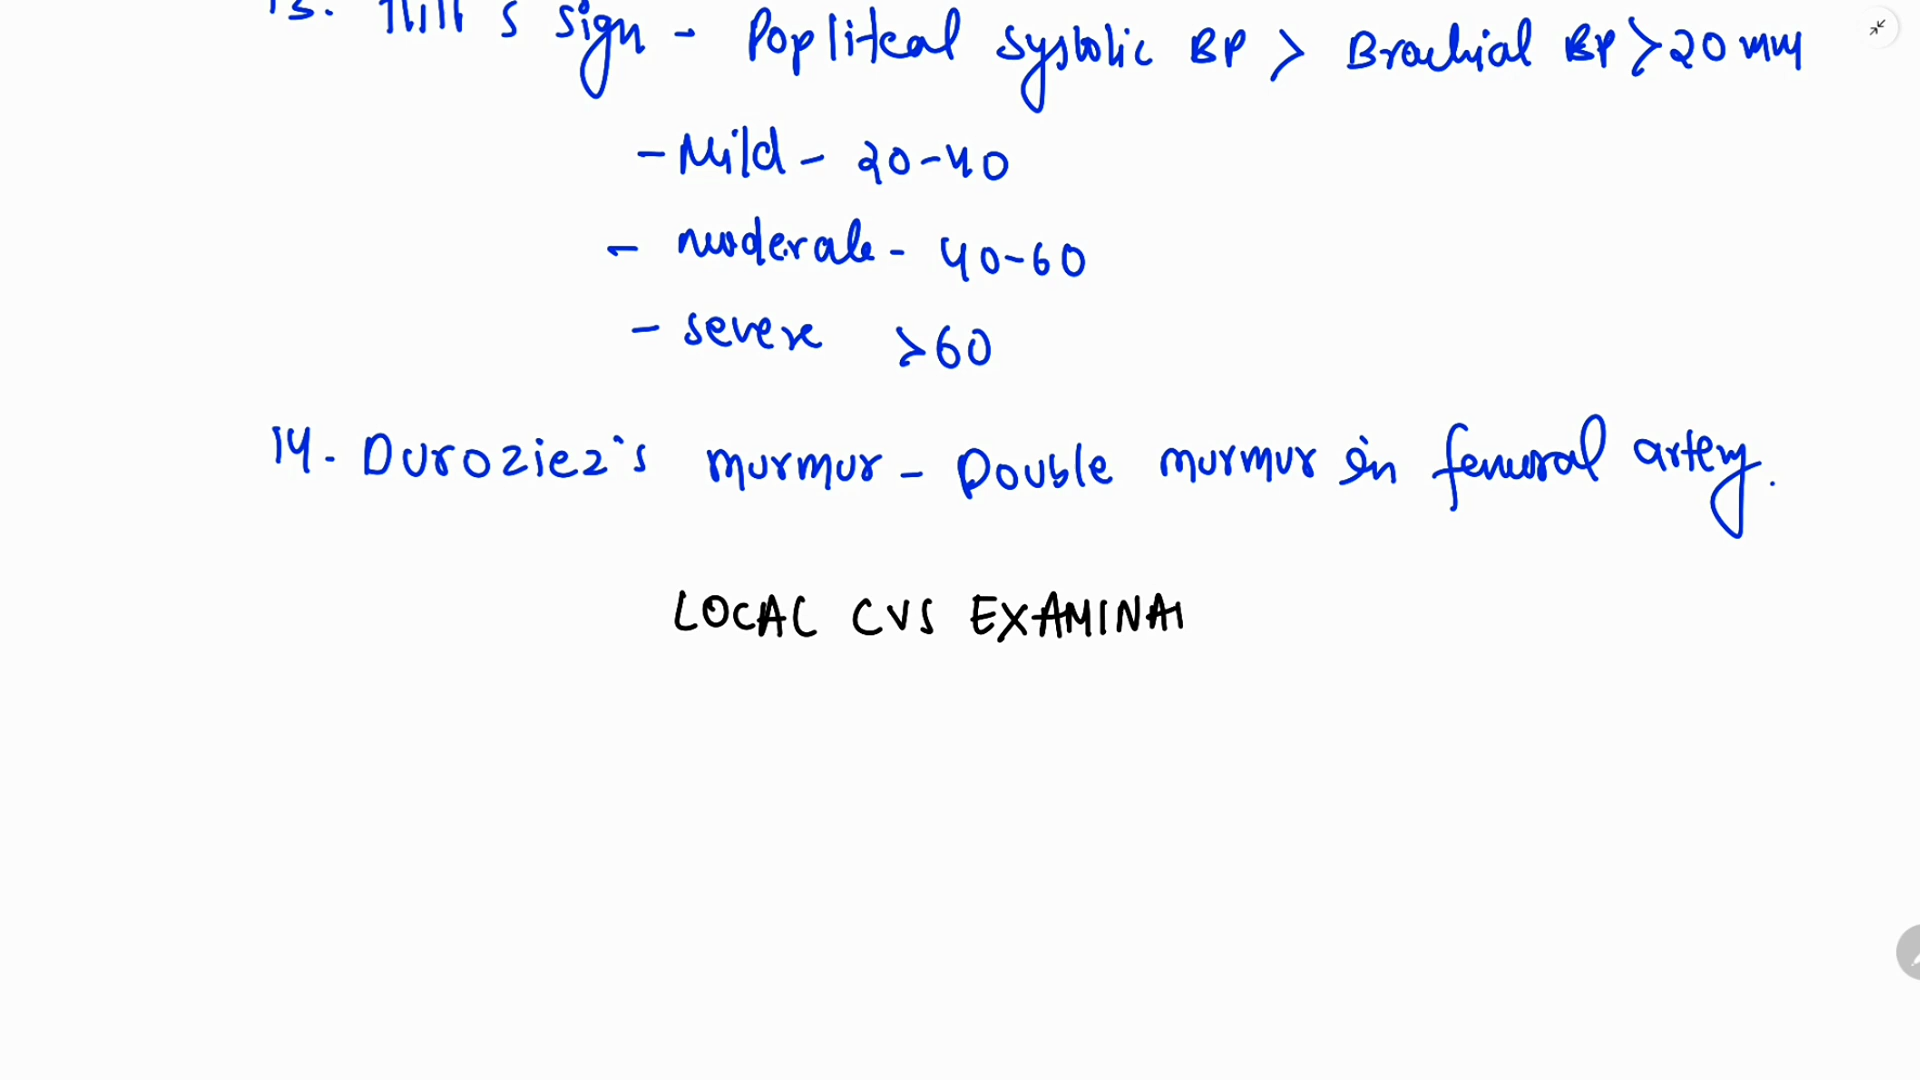 13. Hill's sign - Popliteal systolic BP > Brachial BP > 20 mm
- Mild - 20-40
- moderate - 40-60
- severe >60
14. Duroziez's murmur - Double murmur in femoral artery.
LOCAL CVS EXAMINA